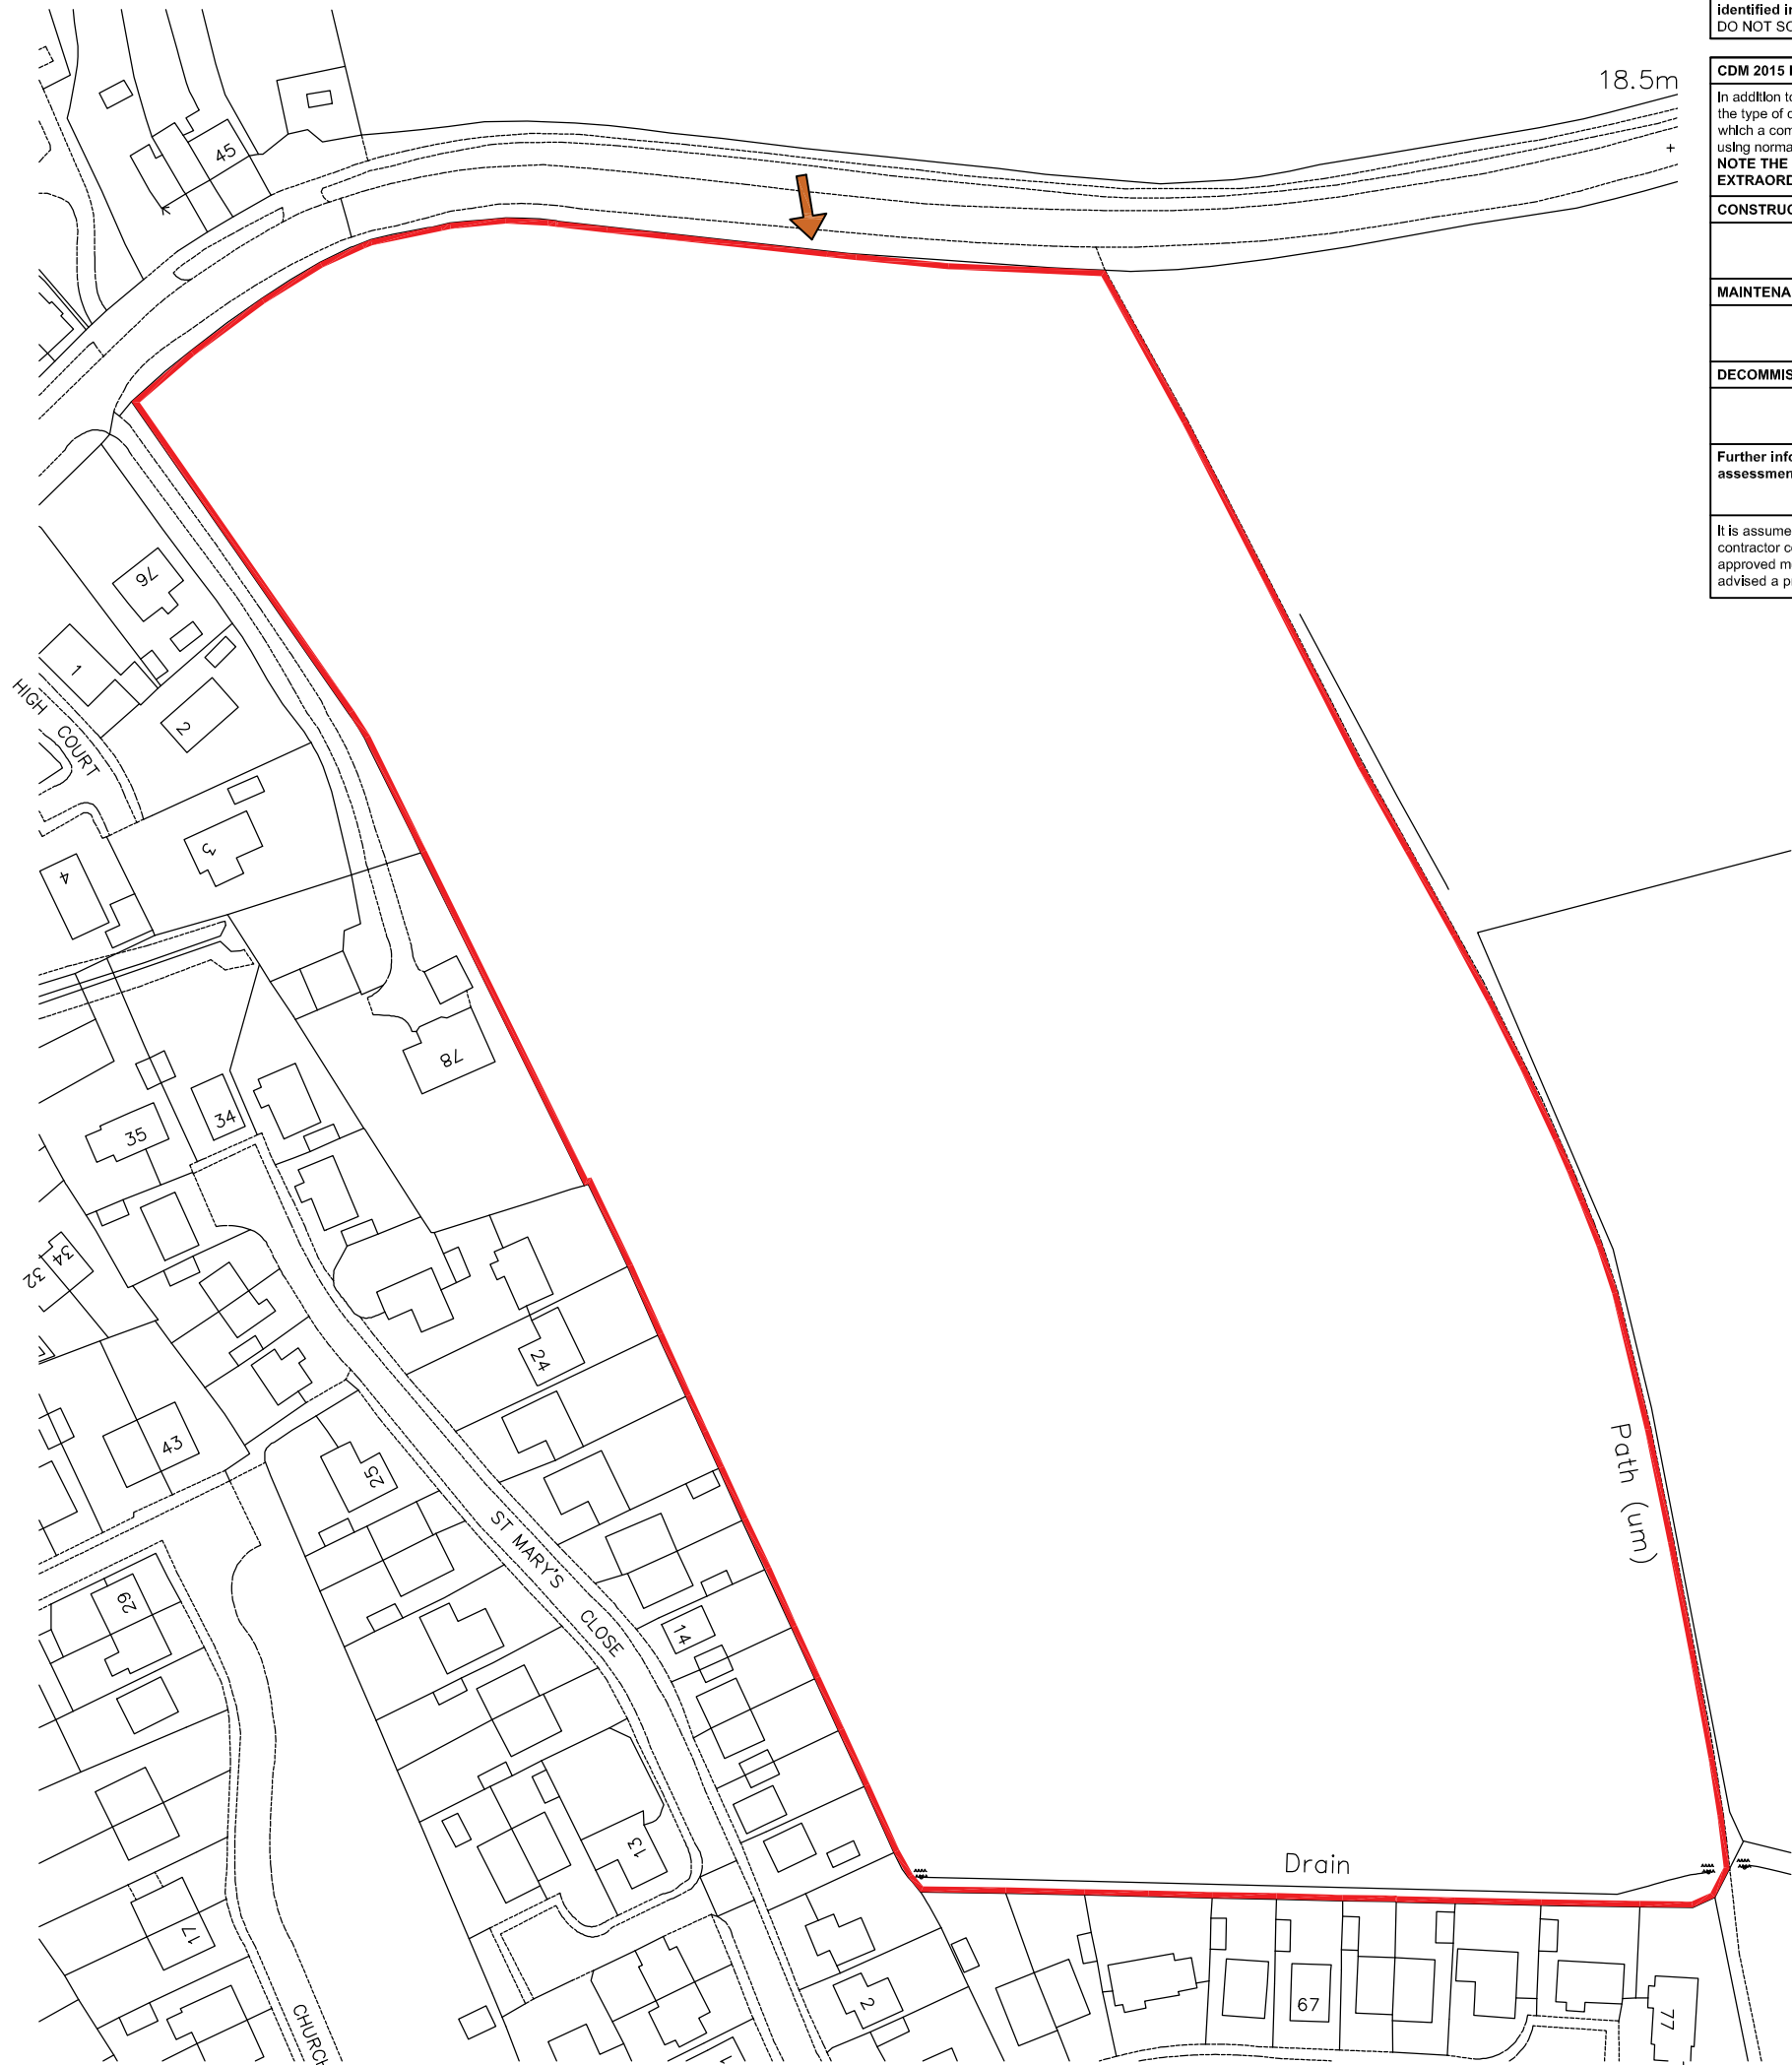 identified i
DO NOT SC
18.5m
CDM 2015
In addition to
the type of
which a com
using norma
NOTE THE
EXTRAORD
CONSTRUC
MAINTENA
DECOMMIS
Further info
assessmen
It is assume
contractor c
approved m
advised a p
45
76
1
2
HIGH COURT
3
4
78
35
34
34
32
24
43
25
ST MARY'S CLOSE
29
14
13
17
CHURCH
2
Path (um)
Drain
67
77
1